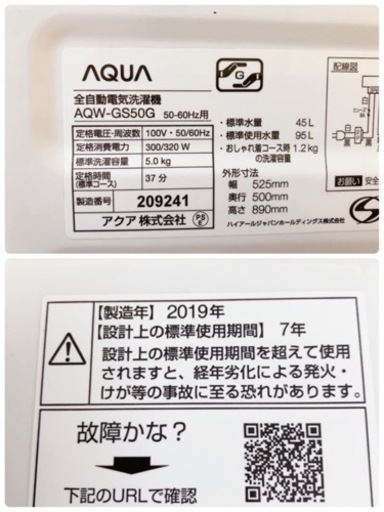 AQUA
全自動電気洗濯機
AQW-GS50G 50-60Hz用
定格電圧・周波数 100V・50/60Hz
定格消費電力 300/320 W
標準洗濯容量 5.0 kg
定格時間 (標準コース) 37分
製造番号 209241
アクア 株式会社
PS
E
G
・標準水量 45L
・標準使用水量 95L
・おしゃれ着コース時 1.2kg
の洗濯容量
外形寸法
幅 525mm
奥行 500mm
高さ 890mm
ハイアールジャパンホールディングス株式会社
配線図
白
黒
お願い
【製造年】2019年
【設計上の標準使用期間】7年
設計上の標準使用期間を超えて使用
されますと、経年劣化による発火・
けが等の事故に至る恐れがあります。
故障かな？
下記のURLで確認